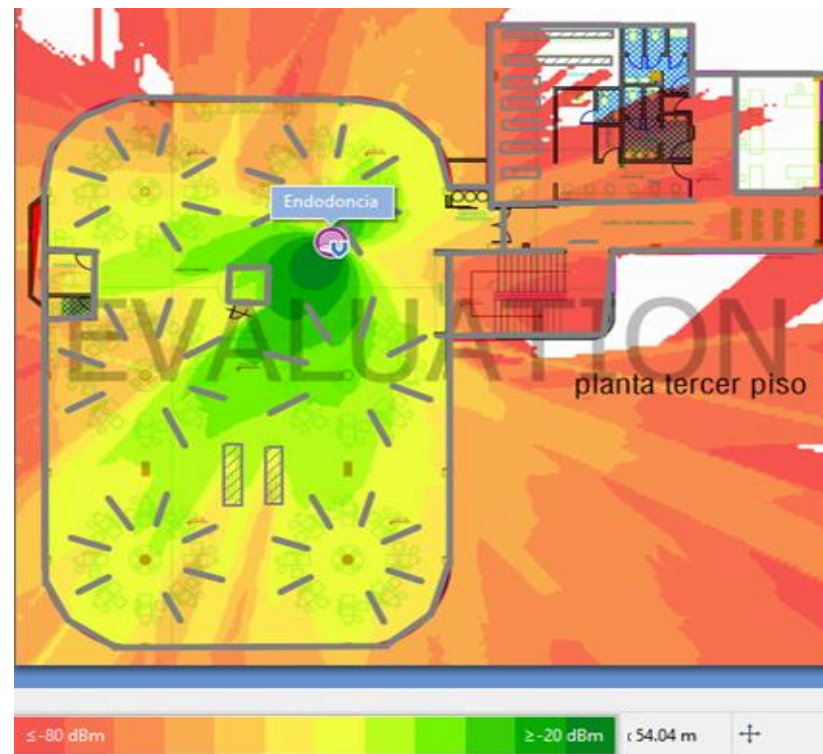 Endodoncia
EVALUATION
planta tercer piso
≤-80 dBm
≥-20 dBm
: 54.04 m